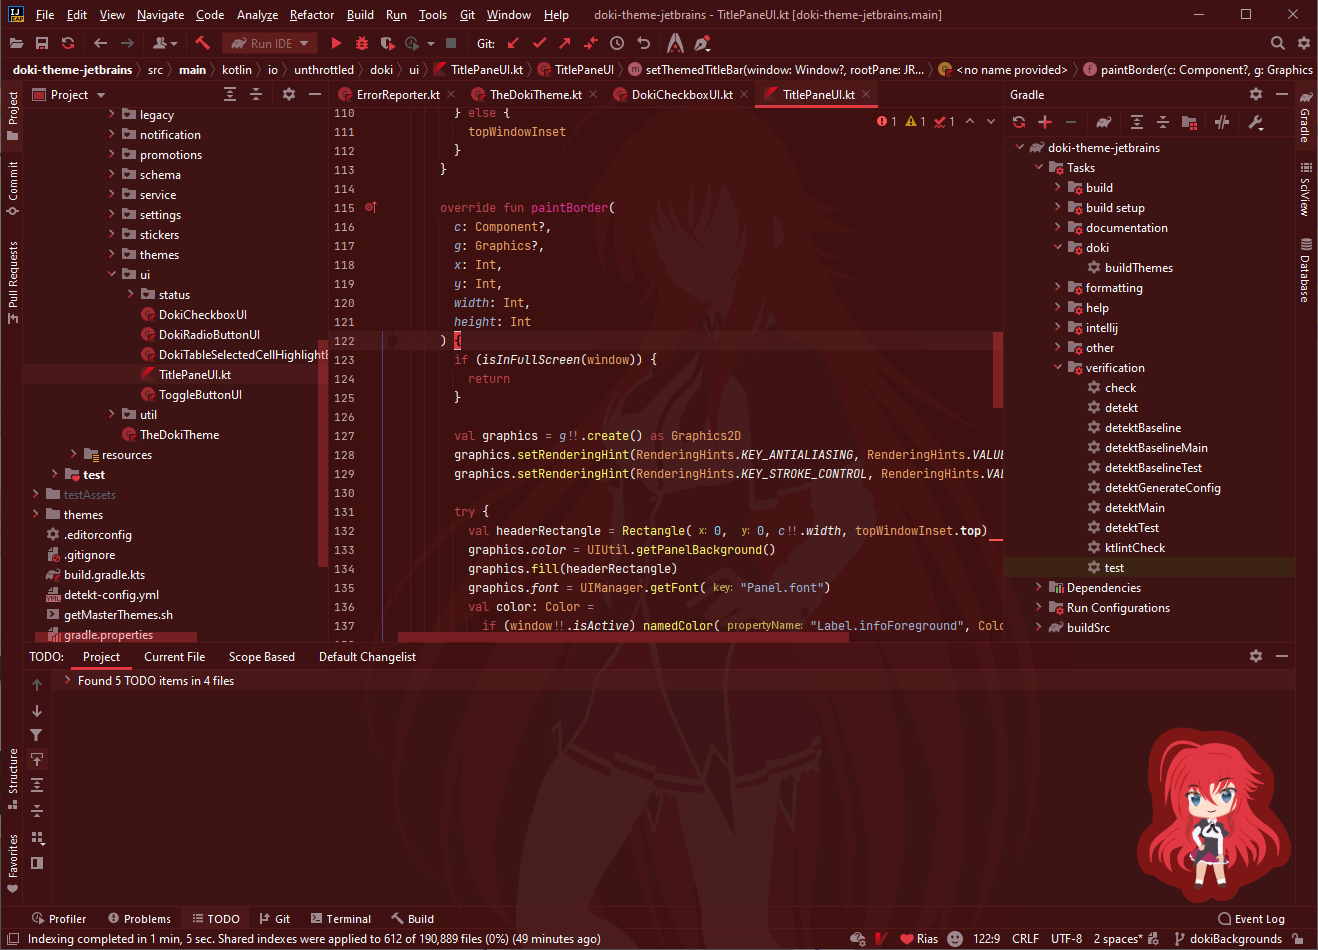 File Edit View Navigate Code Analyze Refactor Build Run Tools Git Window Help doki-theme-jetbrains - TitlePaneUI.kt [doki-theme-jetbrains.main]
Run IDE Git:
doki-theme-jetbrains src main kotlin io unthrottled doki ui TitlePaneUI.kt TitlePaneUI setThemedTitleBar(window: Window?, rootPane: JR... <no name provided> paintBorder(c: Component?, g: Graphics
Project
Commit
Pull Requests
Structure
Favorites
Project
legacy
notification
promotions
schema
service
settings
stickers
themes
ui
status
DokiCheckboxUI
DokiRadioButtonUI
DokiTableSelectedCellHighlightB
TitlePaneUI.kt
ToggleButtonUI
util
TheDokiTheme
resources
test
testAssets
themes
.editorconfig
.gitignore
build.gradle.kts
detekt-config.yml
getMasterThemes.sh
gradle.properties
ErrorReporter.kt TheDokiTheme.kt DokiCheckboxUI.kt TitlePaneUI.kt
1 1 1
110 } else {
111 topWindowInset
112 }
113 }
114
115 override fun paintBorder(
116 c: Component?,
117 g: Graphics?,
118 x: Int,
119 y: Int,
120 width: Int,
121 height: Int
122 ) {
123 if (isInFullScreen(window)) {
124 return
125 }
126
127 val graphics = g!!.create() as Graphics2D
128 graphics.setRenderingHint(RenderingHints.KEY_ANTIALIASING, RenderingHints.VALUE
129 graphics.setRenderingHint(RenderingHints.KEY_STROKE_CONTROL, RenderingHints.VAL
130
131 try {
132 val headerRectangle = Rectangle( x: 0, y: 0, c!!.width, topWindowInset.top)
133 graphics.color = UIUtil.getPanelBackground()
134 graphics.fill(headerRectangle)
135 graphics.font = UIManager.getFont( key: "Panel.font")
136 val color: Color =
137 if (window!!.isActive) namedColor( propertyName: "Label.infoForeground", Colo
Gradle
doki-theme-jetbrains
Tasks
build
build setup
documentation
doki
buildThemes
formatting
help
intellij
other
verification
check
detekt
detektBaseline
detektBaselineMain
detektBaselineTest
detektGenerateConfig
detektMain
detektTest
ktlintCheck
test
Dependencies
Run Configurations
buildSrc
Gradle
SciView
Database
TODO: Project Current File Scope Based Default Changelist
Found 5 TODO items in 4 files
Profiler Problems TODO Git Terminal Build Event Log
Indexing completed in 1 min, 5 sec. Shared indexes were applied to 612 of 190,889 files (0%) (49 minutes ago) Rias 122:9 CRLF UTF-8 2 spaces* dokiBackgrounds